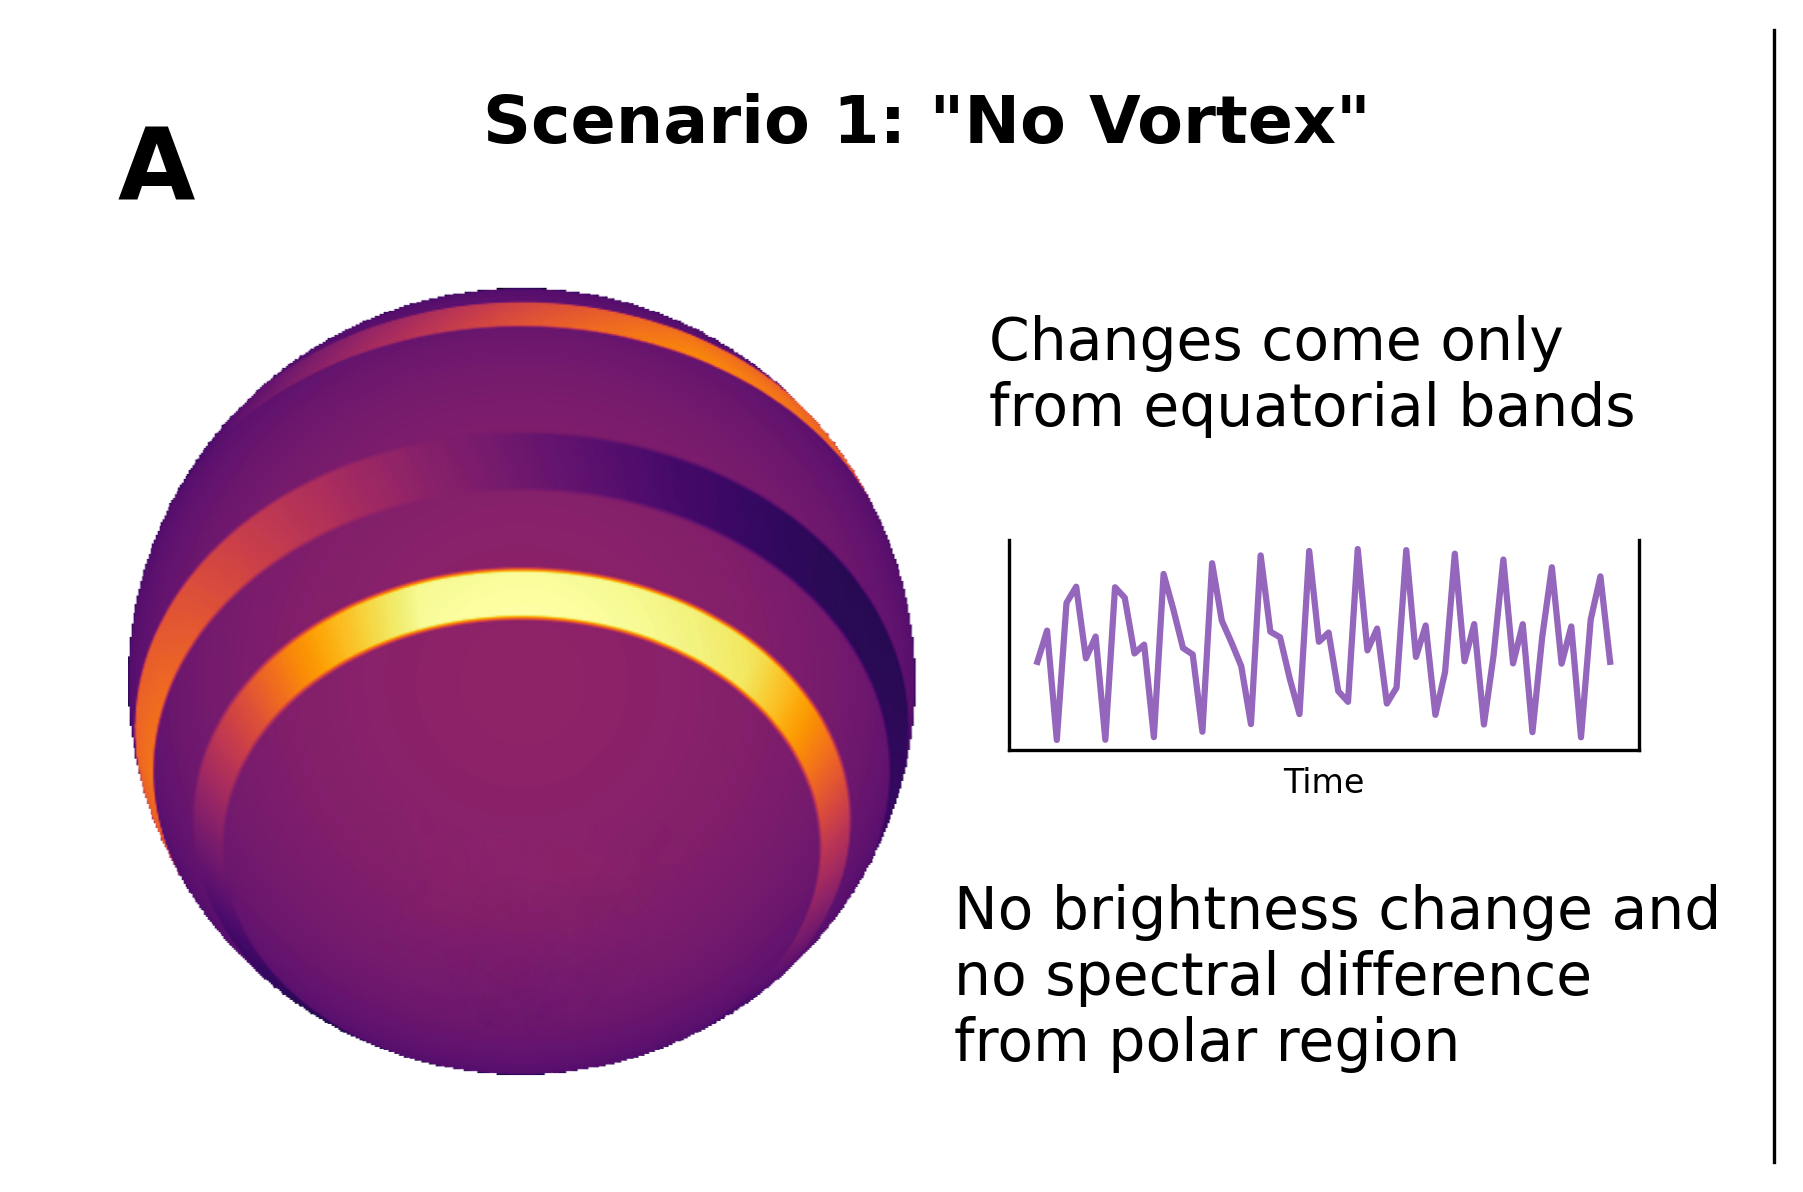 A
Scenario 1: "No Vortex"
Changes come only
from equatorial bands
Time
No brightness change and
no spectral difference
from polar region